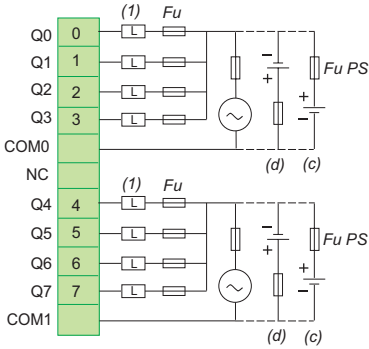 (1) Fu
Q0 0 L
Q1 1 L
Q2 2 L
Q3 3 L
COM0
NC
− + + − Fu PS
(d) (c)
(1) Fu
Q4 4 L
Q5 5 L
Q6 6 L
Q7 7 L
COM1
− + + − Fu PS
(d) (c)